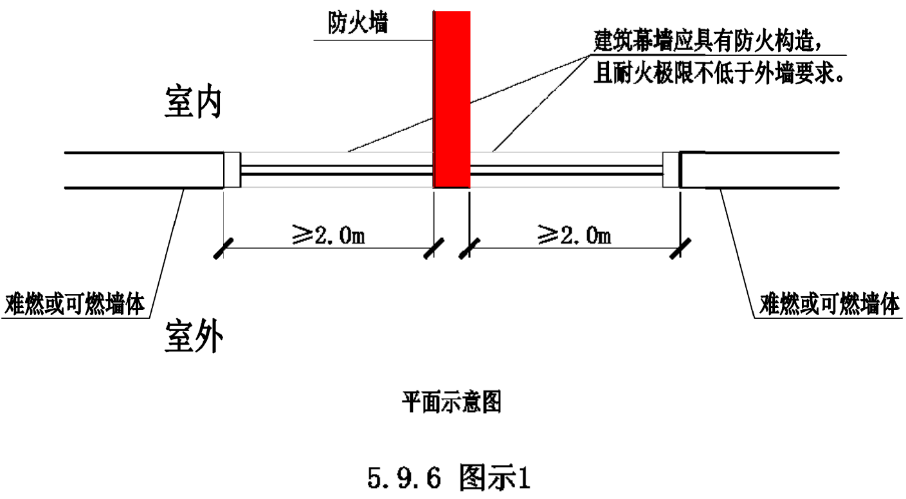 防火墙
建筑幕墙应具有防火构造，
且耐火极限不低于外墙要求。
室内
≥2.0m
≥2.0m
难燃或可燃墙体
难燃或可燃墙体
室外
平面示意图
5.9.6 图示1